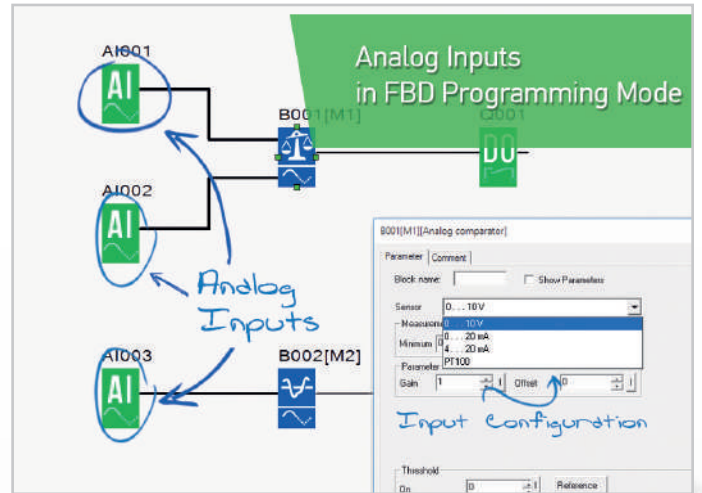 Analog Inputs
in FBD Programming Mode
AI001
AI
B001[M1]
Q001
DO
AI002
AI
Analog
Inputs
AI003
AI
B002[M2]
B001[M1][Analog comparator]
Parameter
Comment
Block name:
Show Parameters
Sensor
0...10V
0...10V
0...20 mA
4...20 mA
PT100
Minimum
Parameter
Gain
1
Offset
0
Input Configuration
Threshold
On
0
Reference